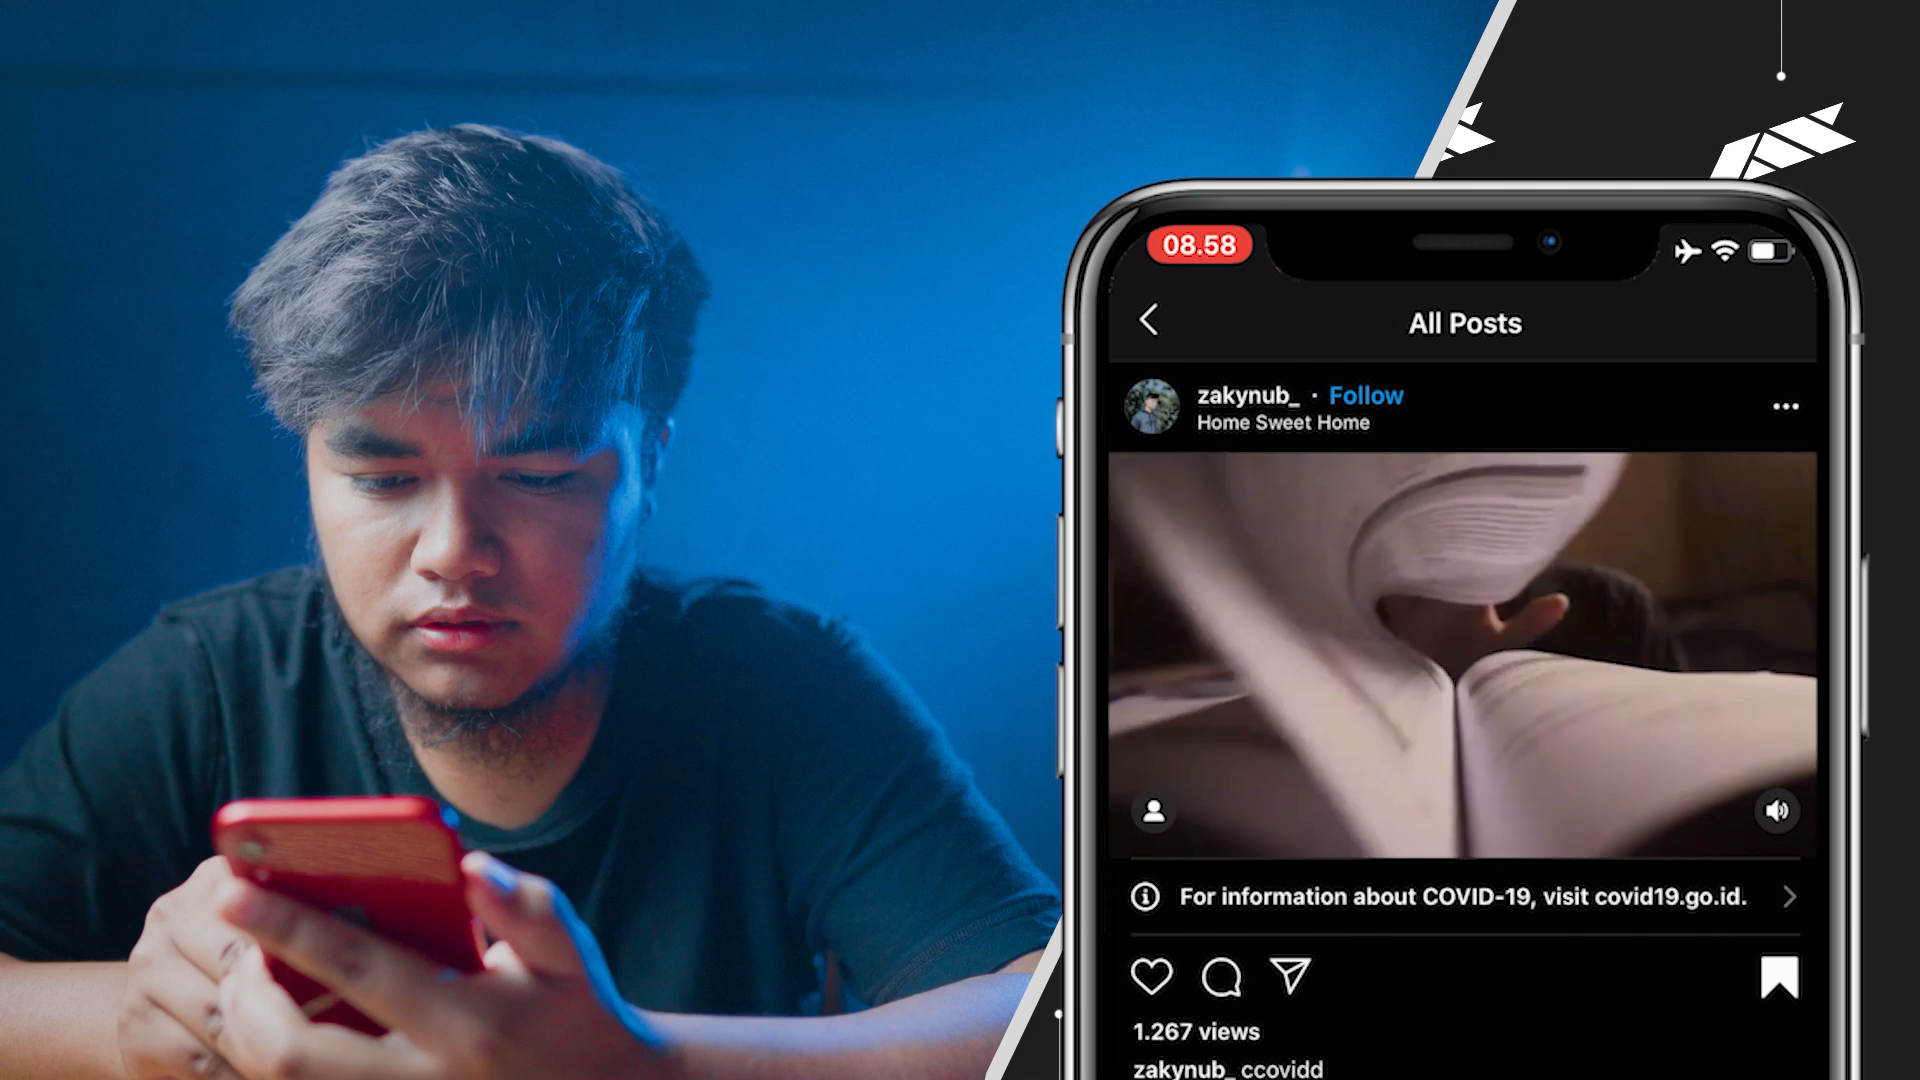 08.58
All Posts
zakynub_ · Follow
Home Sweet Home
For information about COVID-19, visit covid19.go.id.
1.267 views
zakynub_ ccovidd